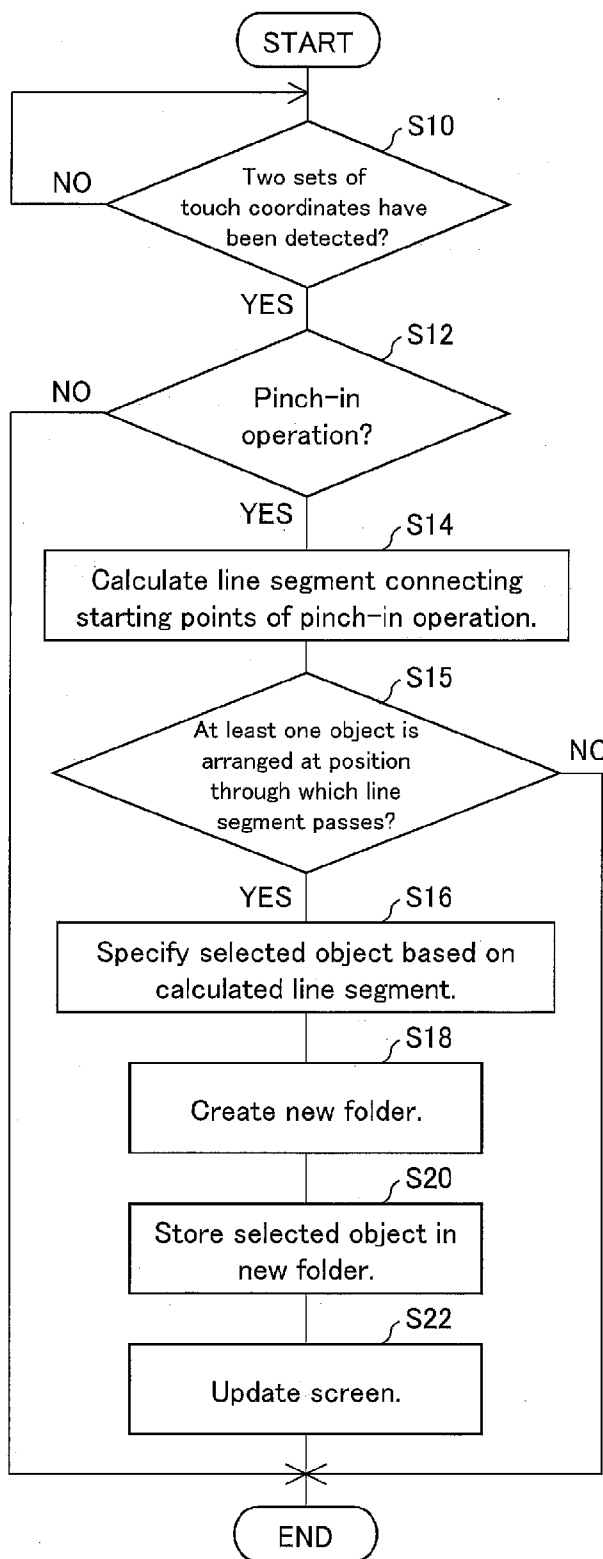 START
S10
Two sets of
touch coordinates have
been detected?
NO
YES
S12
Pinch-in
operation?
NO
YES
S14
Calculate line segment connecting
starting points of pinch-in operation.
S15
At least one object is
arranged at position
through which line
segment passes?
NO
YES
S16
Specify selected object based on
calculated line segment.
S18
Create new folder.
S20
Store selected object in
new folder.
S22
Update screen.
END